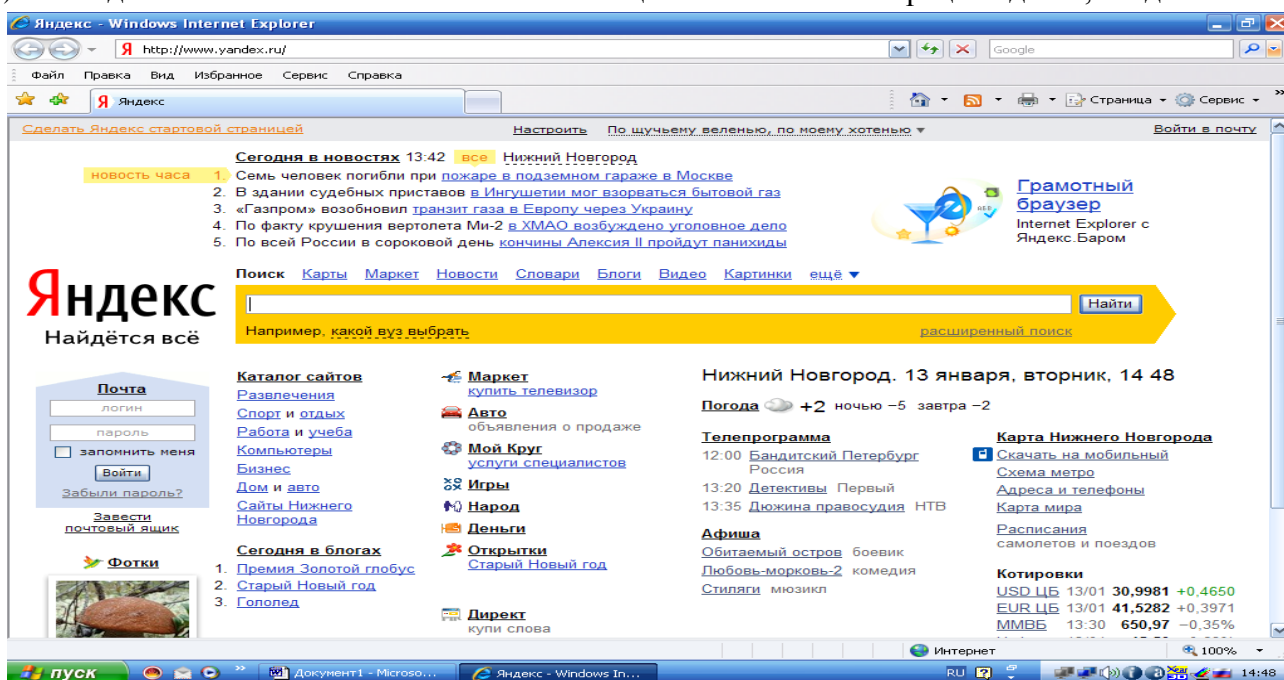 Яндекс - Windows Internet Explorer
http://www.yandex.ru/
Google
Файл Правка Вид Избранное Сервис Справка
Яндекс
Страница Сервис
Сделать Яндекс стартовой страницей
Настроить По щучьему веленью, по моему хотенью
Войти в почту
Сегодня в новостях 13:42 все Нижний Новгород
новость часа 1. Семь человек погибли при пожаре в подземном гараже в Москве
2. В здании судебных приставов в Ингушетии мог взорваться бытовой газ
3. «Газпром» возобновил транзит газа в Европу через Украину
4. По факту крушения вертолета Ми-2 в ХМАО возбуждено уголовное дело
5. По всей России в сороковой день кончины Алексия II пройдут панихиды
Грамотный
браузер
Internet Explorer с
Яндекс.Баром
Яндекс
Найдётся всё
Поиск Карты Маркет Новости Словари Блоги Видео Картинки ещё ▼
Найти
Например, какой вуз выбрать
расширенный поиск
Почта
логин
пароль
запомнить меня
Войти
Забыли пароль?
Завести
почтовый ящик
Фотки
Каталог сайтов
Развлечения
Спорт и отдых
Работа и учеба
Компьютеры
Бизнес
Дом и авто
Сайты Нижнего
Новгорода
Сегодня в блогах
1. Премия Золотой глобус
2. Старый Новый год
3. Гололед
Маркет
купить телевизор
Авто
объявления о продаже
Мой Круг
услуги специалистов
Игры
Народ
Деньги
Открытки
Старый Новый год
Директ
купи слова
Нижний Новгород. 13 января, вторник, 14 48
Погода +2 ночью −5 завтра −2
Телепрограмма
12:00 Бандитский Петербург
Россия
13:20 Детективы Первый
13:35 Дюжина правосудия НТВ
Афиша
Обитаемый остров боевик
Любовь-морковь-2 комедия
Стиляги мюзикл
Карта Нижнего Новгорода
Скачать на мобильный
Схема метро
Адреса и телефоны
Карта мира
Расписания
самолетов и поездов
Котировки
USD ЦБ 13/01 30,9981 +0,4650
EUR ЦБ 13/01 41,5282 +0,3971
ММВБ 13:30 650,97 −0,35%
Интернет
100%
пуск
Документ1 - Microso...
Яндекс - Windows In...
RU
14:48